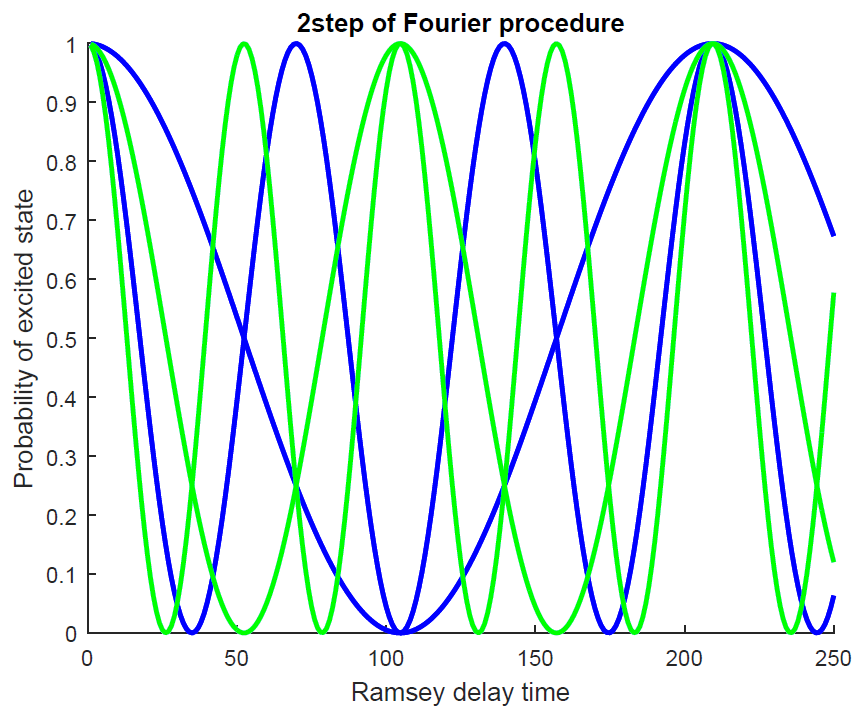 2step of Fourier procedure
1
0.9
0.8
0.7
0.6
0.5
0.4
0.3
0.2
0.1
0
Probability of excited state
0 50 100 150 200 250
Ramsey delay time